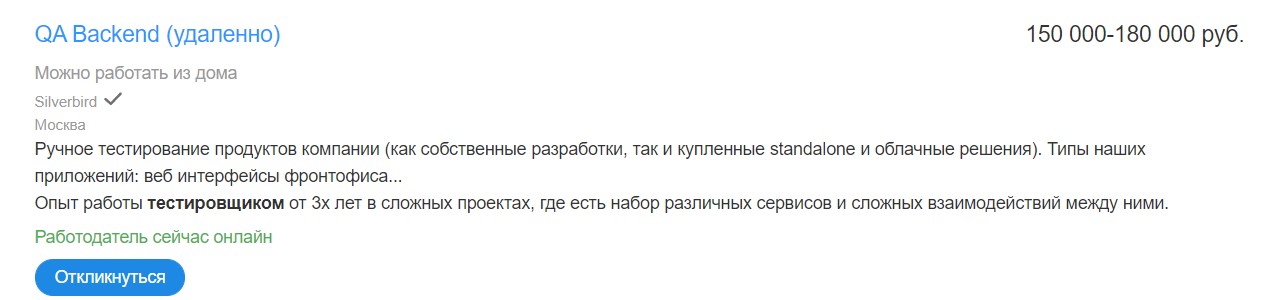 QA Backend (удаленно)
150 000-180 000 руб.
Можно работать из дома
Silverbird
Москва
Ручное тестирование продуктов компании (как собственные разработки, так и купленные standalone и облачные решения). Типы наших
приложений: веб интерфейсы фронтофиса...
Опыт работы тестировщиком от 3х лет в сложных проектах, где есть набор различных сервисов и сложных взаимодействий между ними.
Работодатель сейчас онлайн
Откликнуться